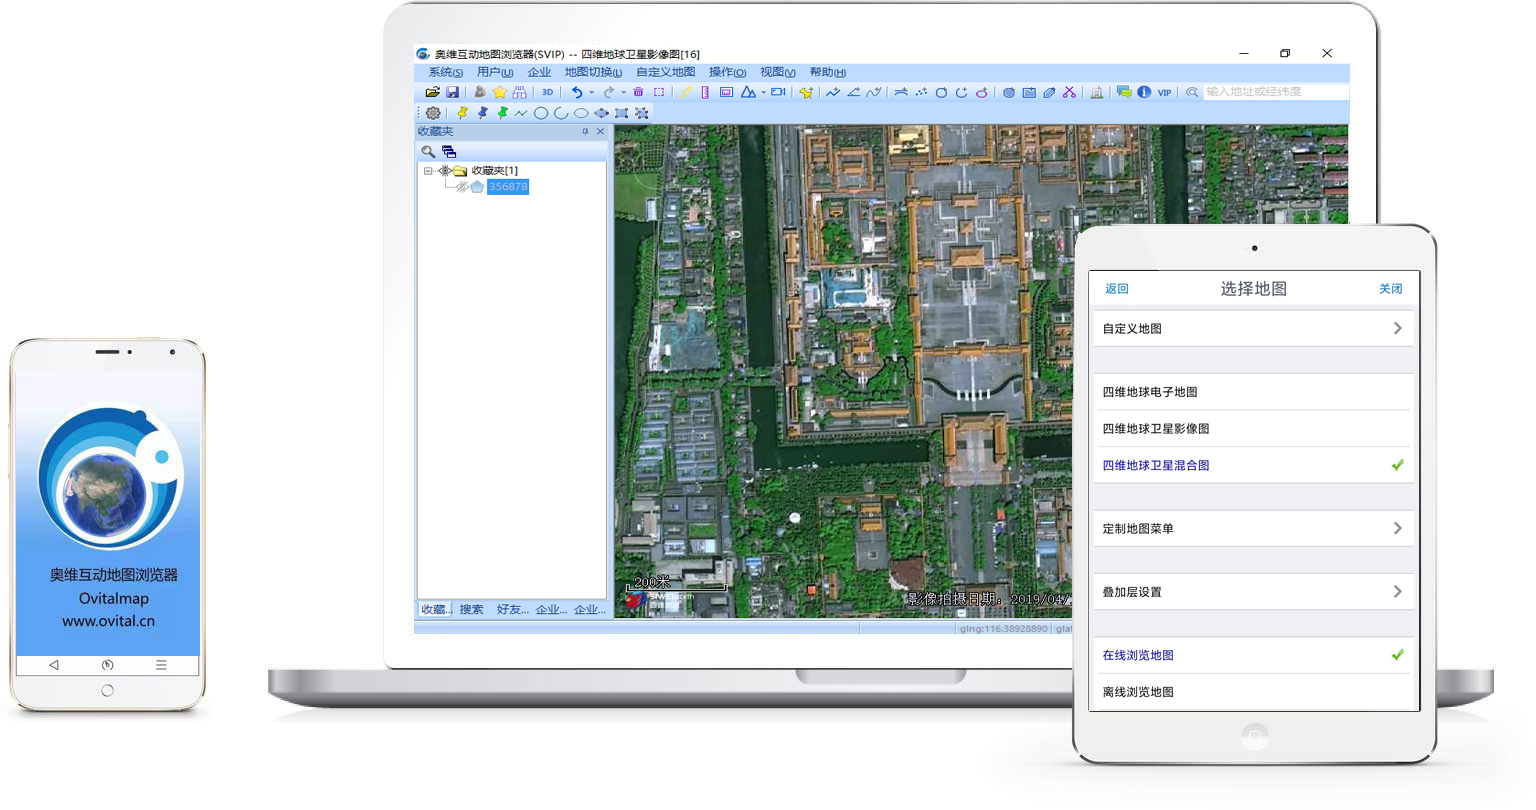 奥维互动地图浏览器(SVIP) -- 四维地球卫星影像图[16]
系统(S) 用户(U) 企业 地图切换(L) 自定义地图 操作(O) 视图(V) 帮助(H)
3D VIP 输入地址或经纬度
收藏夹
收藏夹[1]
356878
200米
影像拍摄日期: 2019/04/
收藏... 搜索 好友... 企业... 企业...
glng:116.38928890 glat
返回 选择地图 关闭
自定义地图
四维地球电子地图
四维地球卫星影像图
四维地球卫星混合图
定制地图菜单
叠加层设置
在线浏览地图
离线浏览地图
奥维互动地图浏览器
Ovitalmap
www.ovital.cn